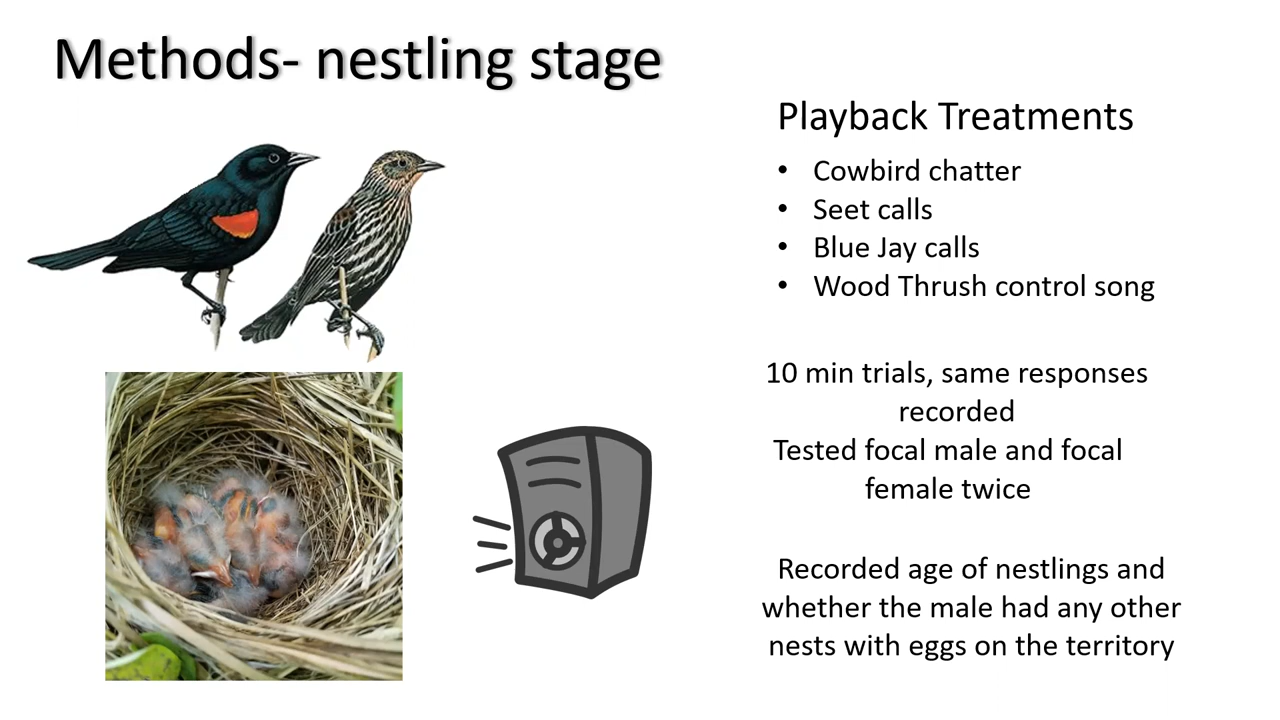 Methods- nestling stage
Playback Treatments
• Cowbird chatter
• Seet calls
• Blue Jay calls
• Wood Thrush control song
10 min trials, same responses
recorded
Tested focal male and focal
female twice
Recorded age of nestlings and
whether the male had any other
nests with eggs on the territory